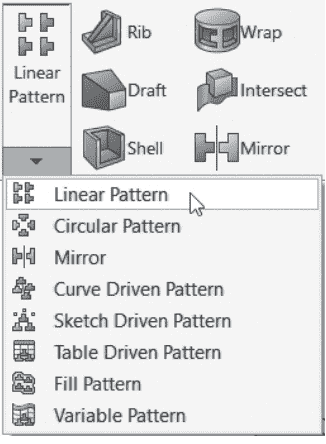 Linear
Pattern
Rib
Wrap
Draft
Intersect
Shell
Mirror
Linear Pattern
Circular Pattern
Mirror
Curve Driven Pattern
Sketch Driven Pattern
Table Driven Pattern
Fill Pattern
Variable Pattern